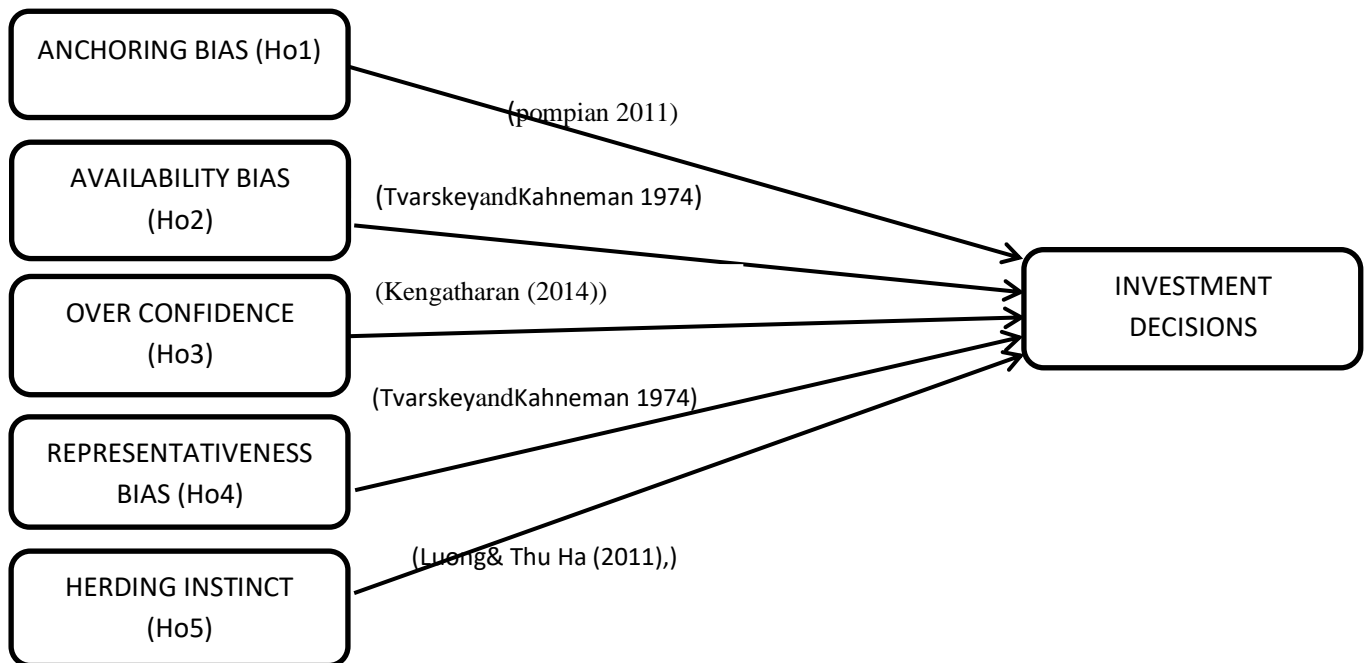 ANCHORING BIAS (Ho1)
(pompian 2011)
AVAILABILITY BIAS
(Ho2)
(TvarskeyandKahneman 1974)
OVER CONFIDENCE
(Ho3)
(Kengatharan (2014))
INVESTMENT
DECISIONS
(TvarskeyandKahneman 1974)
REPRESENTATIVENESS
BIAS (Ho4)
(Luong& Thu Ha (2011),)
HERDING INSTINCT
(Ho5)